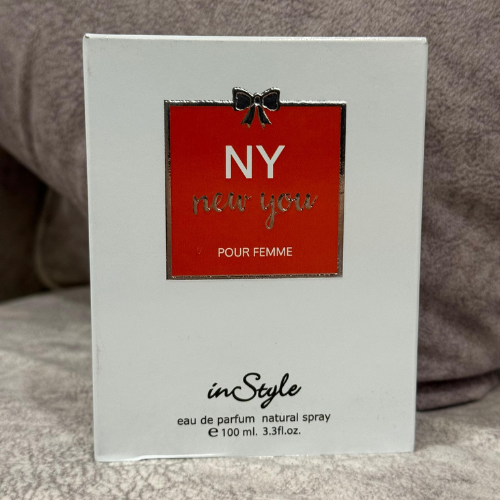 NY
new you
POUR FEMME
inStyle
eau de parfum natural spray
℮ 100 ml. 3.3fl.oz.